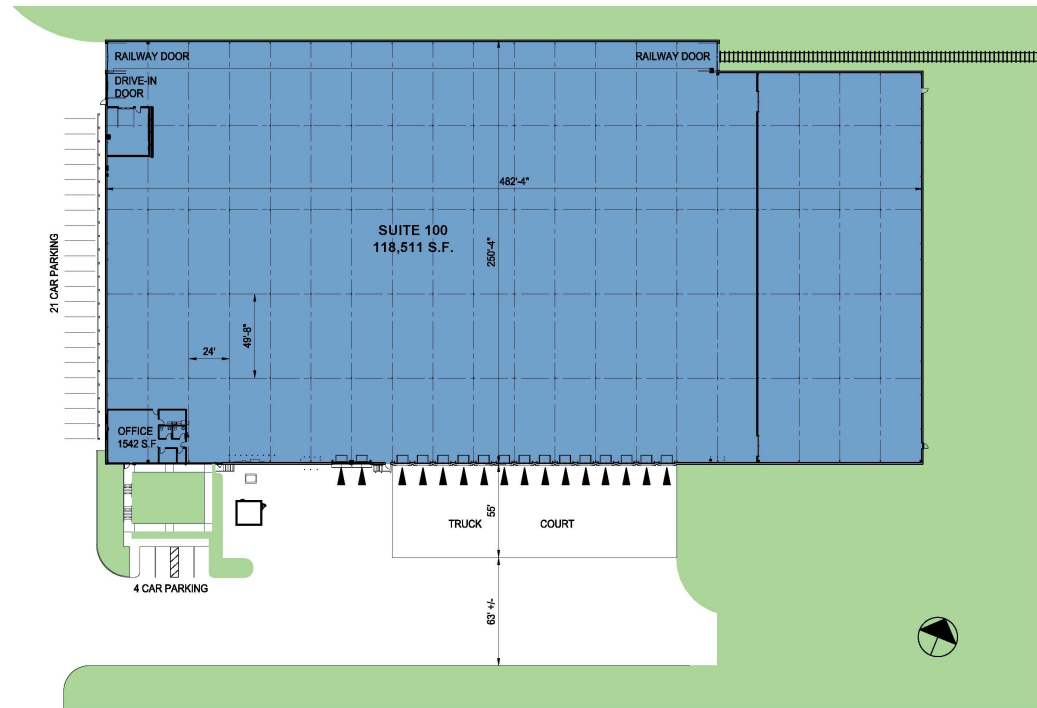 RAILWAY DOOR
RAILWAY DOOR
DRIVE-IN
DOOR
482'-4"
SUITE 100
118,511 S.F.
250'-4"
21 CAR PARKING
49'-8"
24'
OFFICE
1542 S.F.
55'
TRUCK COURT
4 CAR PARKING
63' +/-